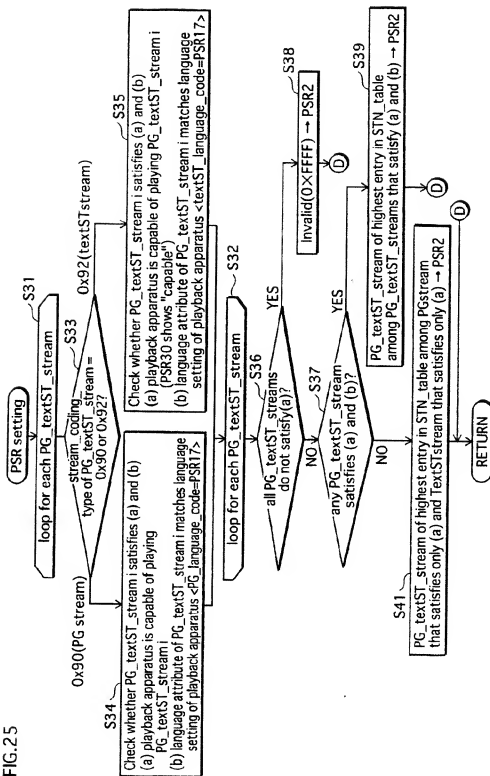 FIG.25
PSR setting
S31
loop for each PG_textST_stream
S33
stream_coding_
type of PG_textST_stream =
0x90 or 0x92?
0x90(PG stream)
0x92(textSTstream)
S34
Check whether PG_textST_stream i satisfies (a) and (b)
(a) playback apparatus is capable of playing
PG_textST_stream i
(b) language attribute of PG_textST_stream i matches language
setting of playback apparatus <PG_language_code=PSR17>
S35
Check whether PG_textST_stream i satisfies (a) and (b)
(a) playback apparatus is capable of playing PG_textST_stream i
(PSR30 shows "capable")
(b) language attribute of PG_textST_stream i matches language
setting of playback apparatus <textST_language_code=PSR17>
S32
loop for each PG_textST_stream
S36
all PG_textST_streams
do not satisfy(a)?
YES
S38
Invalid(0XFFFF) → PSR2
D
NO
S37
any PG_textST_stream
satisfies (a) and (b)?
YES
S39
PG_textST_stream of highest entry in STN_table
among PG_textST_streams that satisfy (a) and (b) → PSR2
D
NO
S41
PG_textST_stream of highest entry in STN_table among PGstream
that satisfies only (a) and TextSTstream that satisfies only (a) → PSR2
D
RETURN